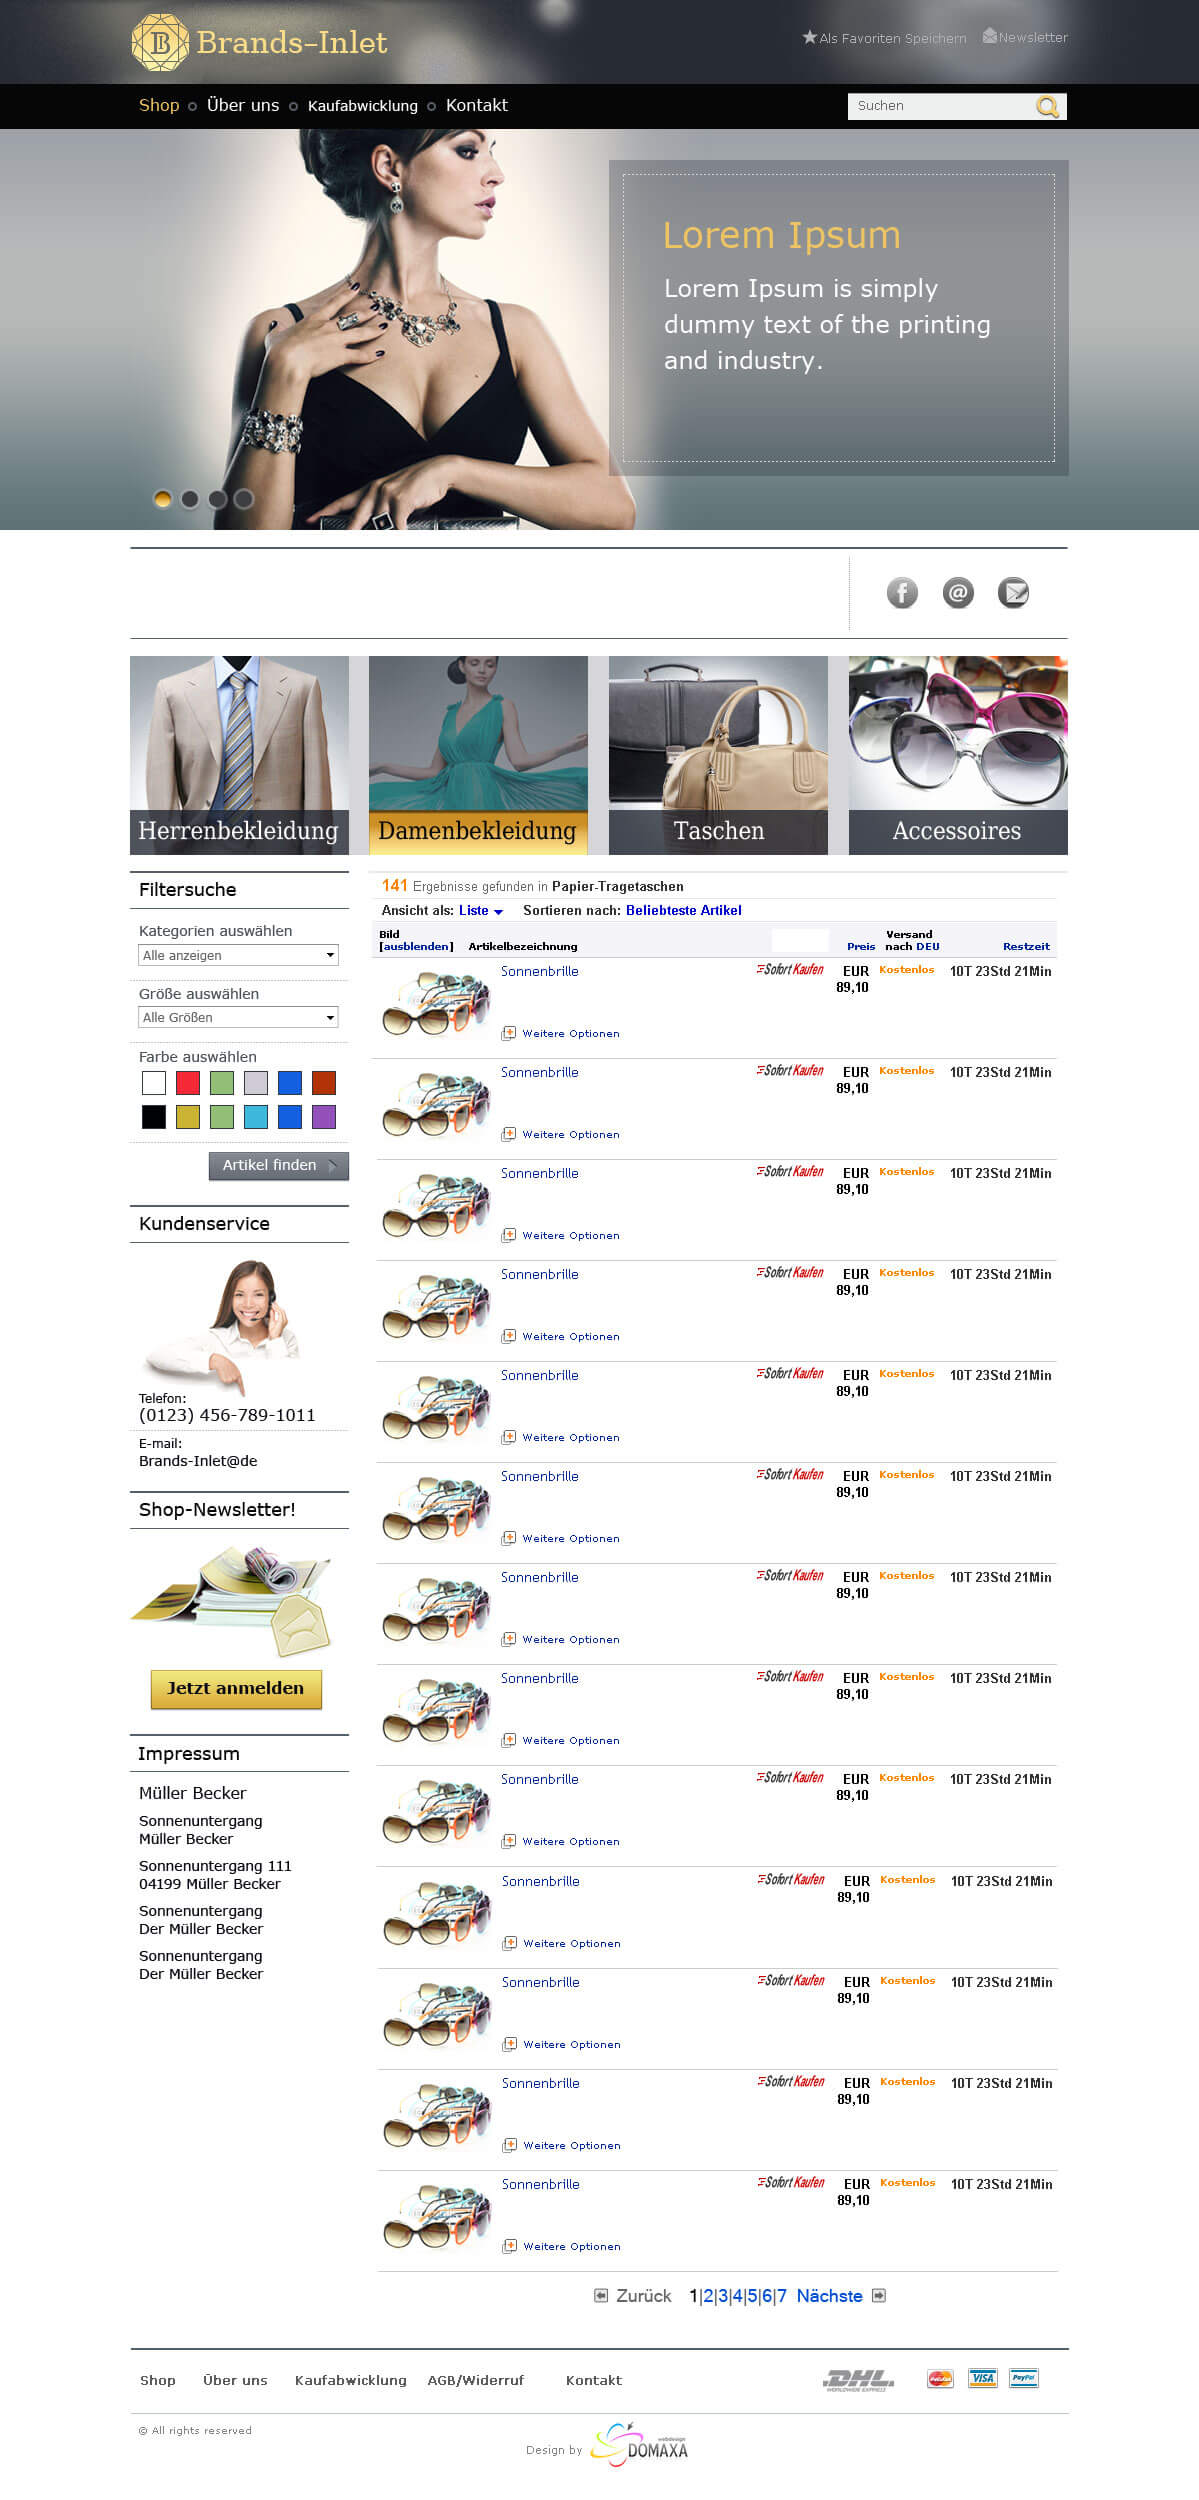 B Brands-Inlet
Als Favoriten Speichern Newsletter
Shop Über uns Kaufabwicklung Kontakt
Suchen
Lorem Ipsum
Lorem Ipsum is simply
dummy text of the printing
and industry.
Herrenbekleidung
Damenbekleidung
Taschen
Accessoires
Filtersuche
Kategorien auswählen
Alle anzeigen
Größe auswählen
Alle Größen
Farbe auswählen
Artikel finden
Kundenservice
Telefon:
(0123) 456-789-1011
E-mail:
Brands-Inlet@de
Shop-Newsletter!
Jetzt anmelden
Impressum
Müller Becker
Sonnenuntergang
Müller Becker
Sonnenuntergang 111
04199 Müller Becker
Sonnenuntergang
Der Müller Becker
Sonnenuntergang
Der Müller Becker
141 Ergebnisse gefunden in Papier-Tragetaschen
Ansicht als: Liste Sortieren nach: Beliebteste Artikel
Bild Versand
[ausblenden] Artikelbezeichnung Preis nach DEU Restzeit
Sonnenbrille Sofort Kaufen EUR Kostenlos 10T 23Std 21Min
89,10
Weitere Optionen
Sonnenbrille Sofort Kaufen EUR Kostenlos 10T 23Std 21Min
89,10
Weitere Optionen
Sonnenbrille Sofort Kaufen EUR Kostenlos 10T 23Std 21Min
89,10
Weitere Optionen
Sonnenbrille Sofort Kaufen EUR Kostenlos 10T 23Std 21Min
89,10
Weitere Optionen
Sonnenbrille Sofort Kaufen EUR Kostenlos 10T 23Std 21Min
89,10
Weitere Optionen
Sonnenbrille Sofort Kaufen EUR Kostenlos 10T 23Std 21Min
89,10
Weitere Optionen
Sonnenbrille Sofort Kaufen EUR Kostenlos 10T 23Std 21Min
89,10
Weitere Optionen
Sonnenbrille Sofort Kaufen EUR Kostenlos 10T 23Std 21Min
89,10
Weitere Optionen
Sonnenbrille Sofort Kaufen EUR Kostenlos 10T 23Std 21Min
89,10
Weitere Optionen
Sonnenbrille Sofort Kaufen EUR Kostenlos 10T 23Std 21Min
89,10
Weitere Optionen
Sonnenbrille Sofort Kaufen EUR Kostenlos 10T 23Std 21Min
89,10
Weitere Optionen
Sonnenbrille Sofort Kaufen EUR Kostenlos 10T 23Std 21Min
89,10
Weitere Optionen
Sonnenbrille Sofort Kaufen EUR Kostenlos 10T 23Std 21Min
89,10
Weitere Optionen
Zurück 1|2|3|4|5|6|7 Nächste
Shop Über uns Kaufabwicklung AGB/Widerruf Kontakt
DHL
WORLDWIDE EXPRESS
MasterCard VISA PayPal
© All rights reserved
Design by webdesign
DOMAXA